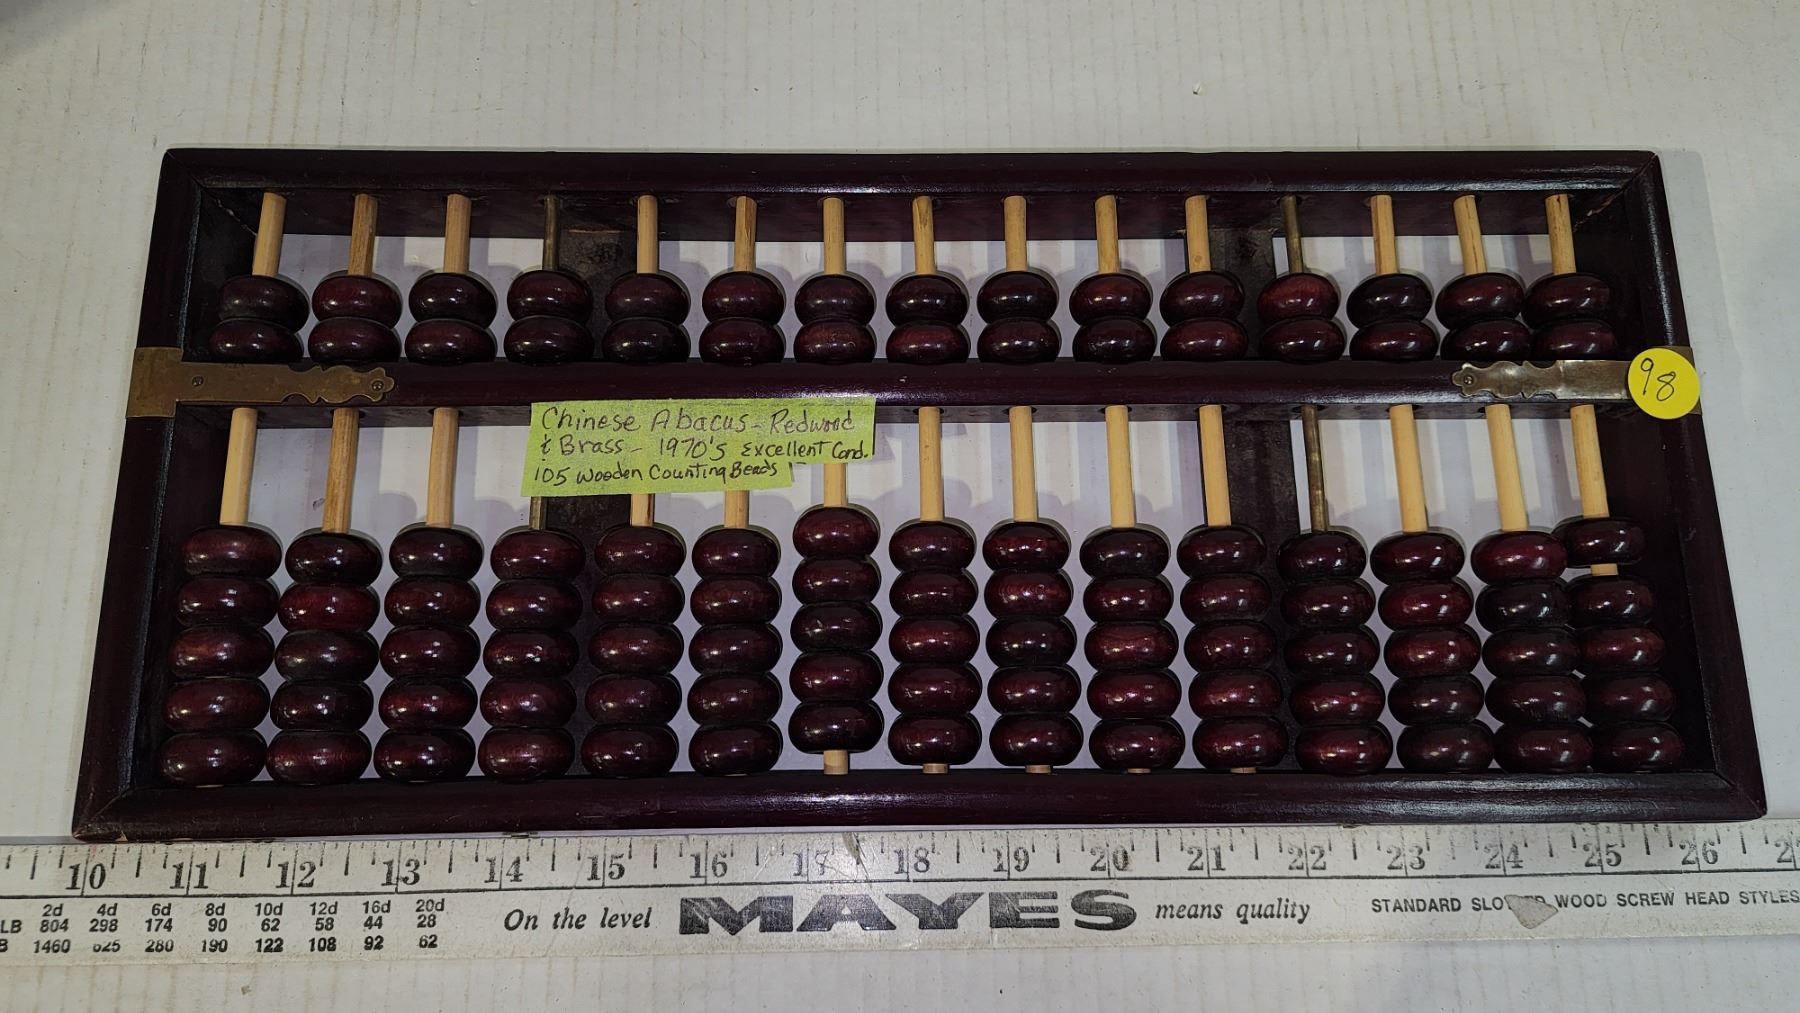 98
Chinese Abacus - Redwood
& Brass - 1970's Excellent Cond.
105 Wooden Counting Beads
10 11 12 13 14 15 16 17 18 19 20 21 22 23 24 25 26
2d 4d 6d 8d 10d 12d 16d 20d
LB 804 298 174 90 62 58 44 28
B 1460 625 280 190 122 108 92 62
On the level MAYES means quality
STANDARD WOOD SCREW HEAD STYLES